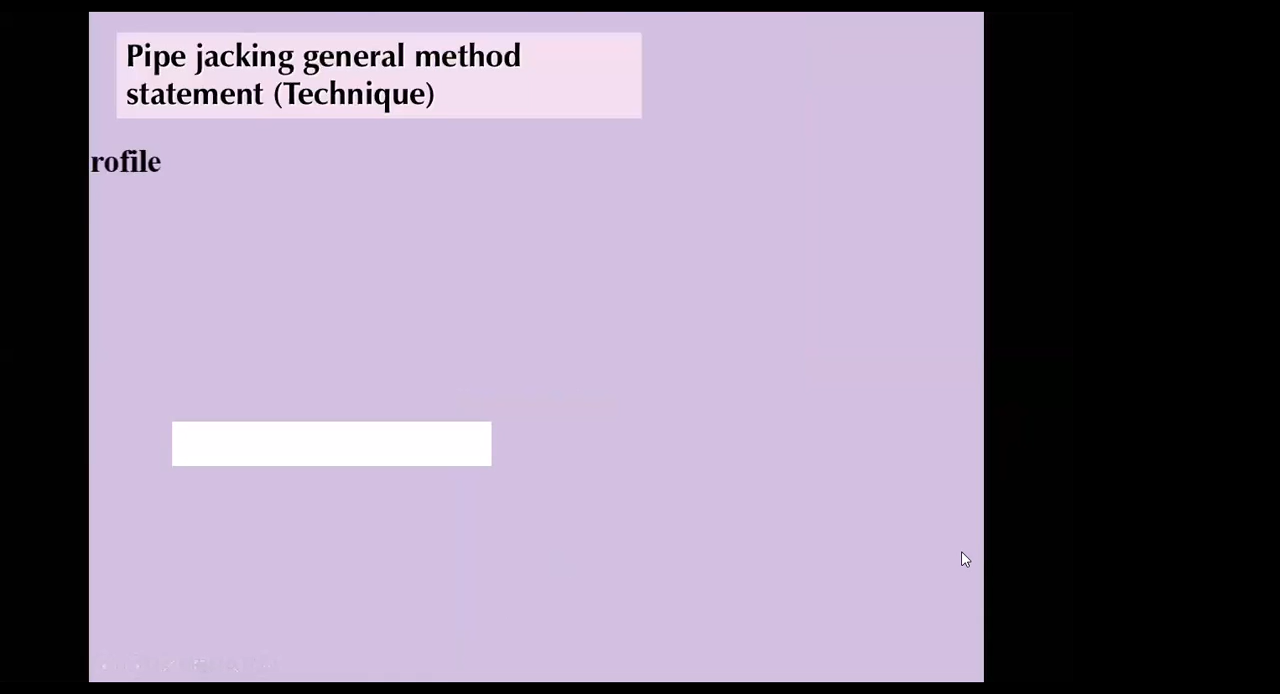 Pipe jacking general method
statement (Technique)
rofile